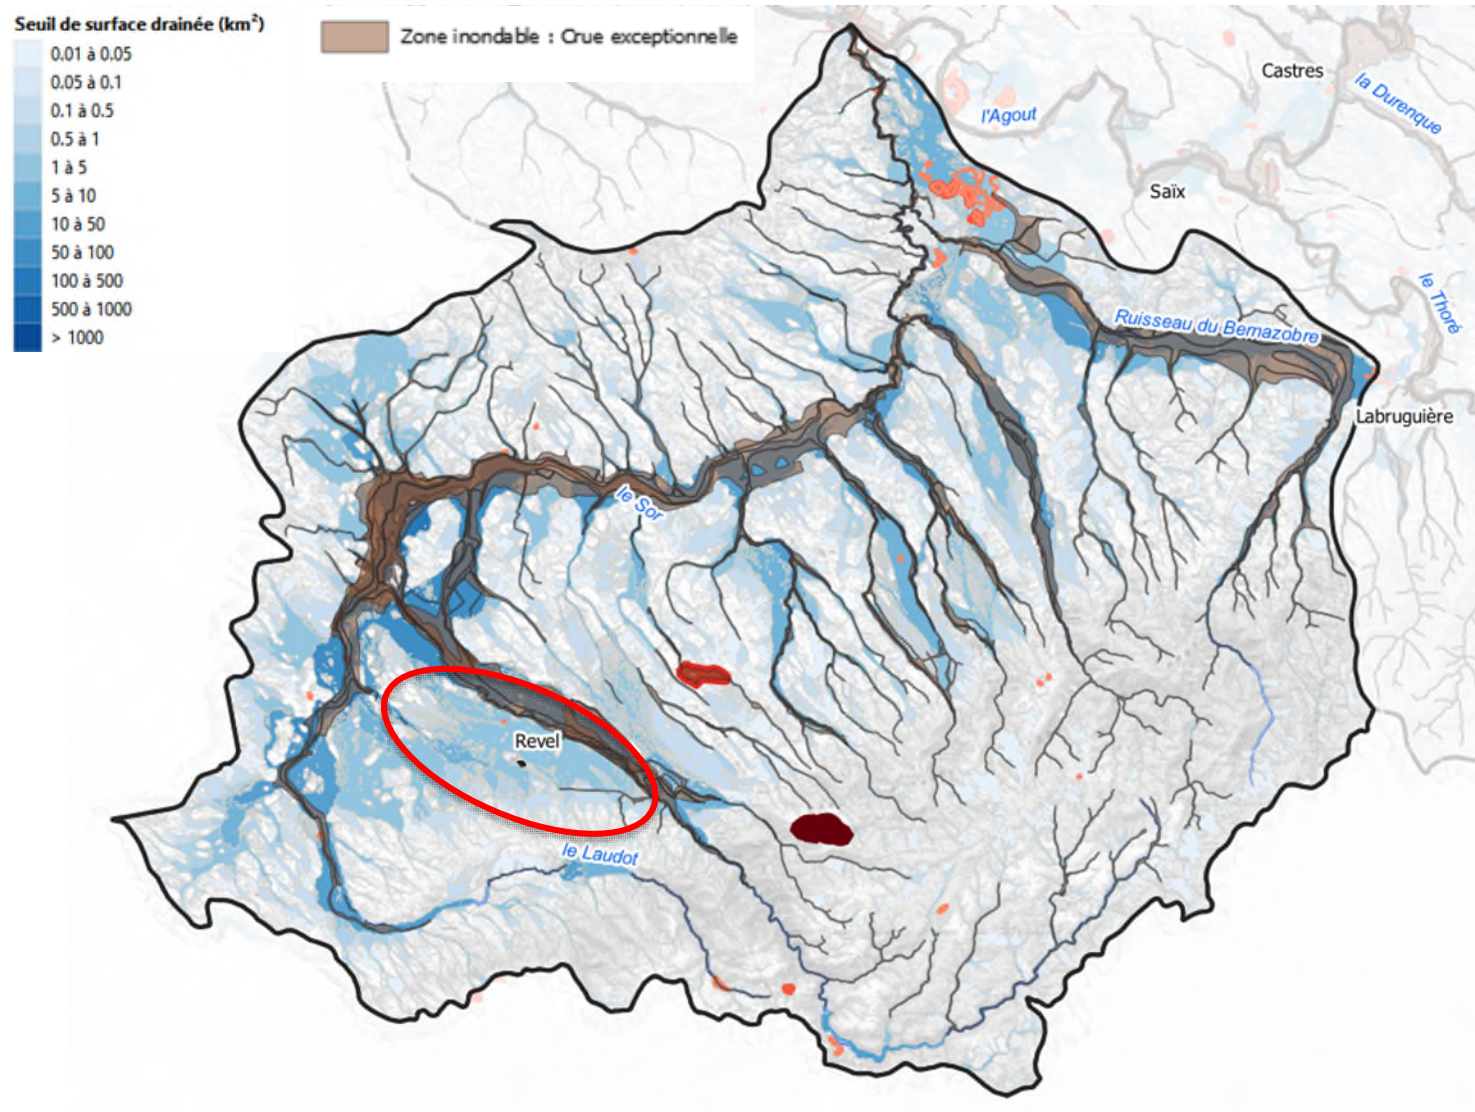 Seuil de surface drainée (km²)
0.01 à 0.05
0.05 à 0.1
0.1 à 0.5
0.5 à 1
1 à 5
5 à 10
10 à 50
50 à 100
100 à 500
500 à 1000
> 1000
Zone inondable : Crue exceptionnelle
Castres
la Durenque
l'Agout
Saïx
le Thoré
Ruisseau du Bernazobre
Labruguière
le Sor
Revel
le Laudot